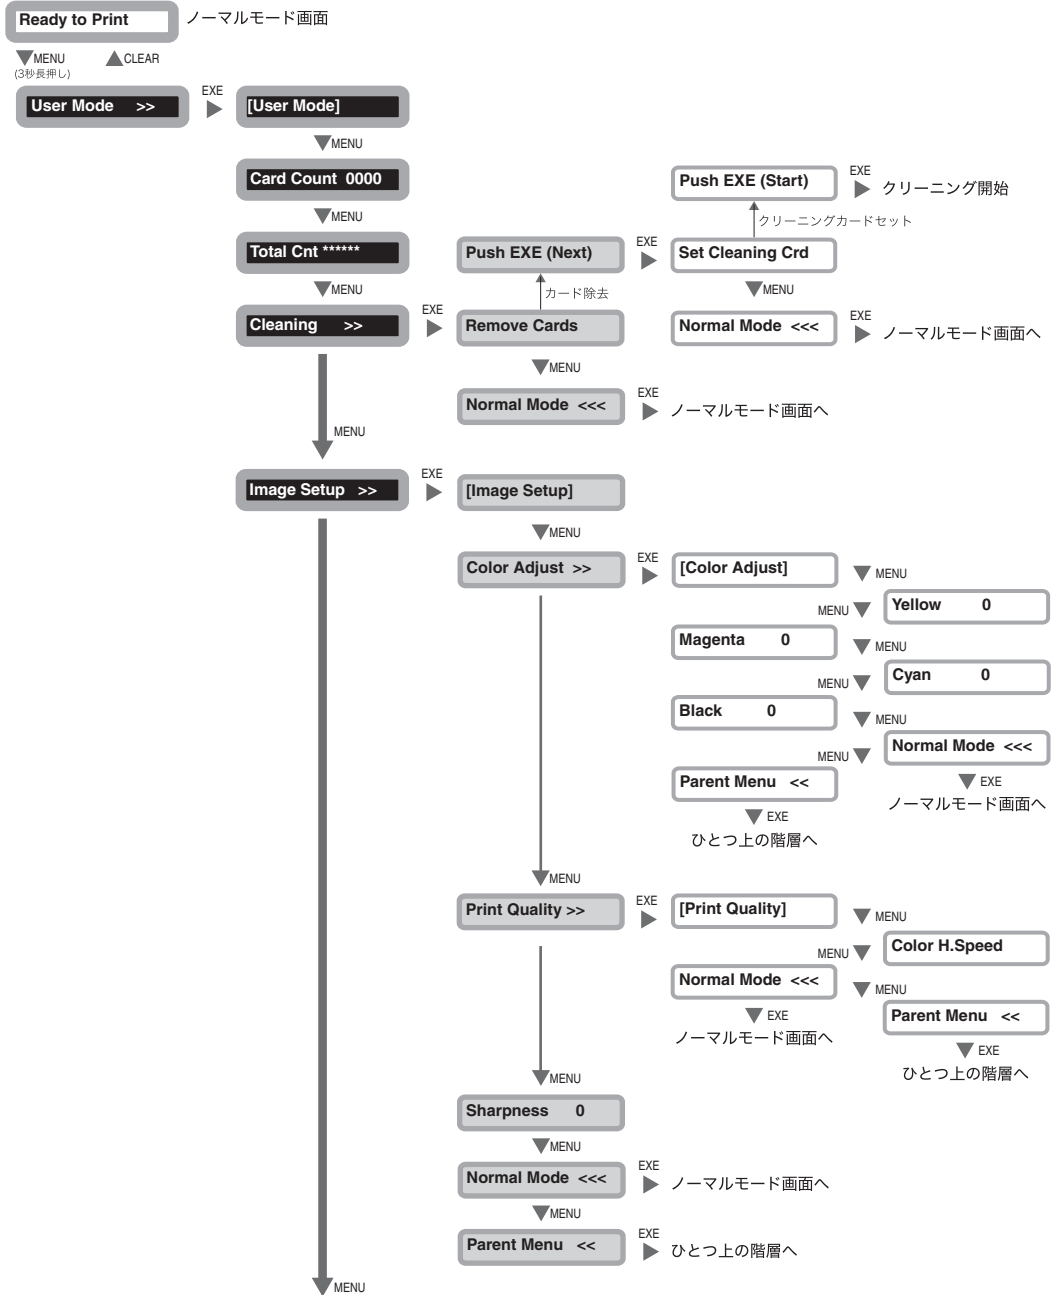 Ready to Print
ノーマルモード画面
MENU
CLEAR
(3秒長押し)
User Mode >>
EXE
[User Mode]
MENU
Card Count 0000
MENU
Total Cnt ******
MENU
Cleaning >>
EXE
Remove Cards
カード除去
Push EXE (Next)
EXE
Set Cleaning Crd
クリーニングカードセット
Push EXE (Start)
EXE
クリーニング開始
MENU
Normal Mode <<<
EXE
ノーマルモード画面へ
MENU
Normal Mode <<<
EXE
ノーマルモード画面へ
MENU
Image Setup >>
EXE
[Image Setup]
MENU
Color Adjust >>
EXE
[Color Adjust]
MENU
Yellow 0
MENU
Magenta 0
MENU
Cyan 0
MENU
Black 0
MENU
Normal Mode <<<
EXE
ノーマルモード画面へ
MENU
Parent Menu <<
EXE
ひとつ上の階層へ
MENU
Print Quality >>
EXE
[Print Quality]
MENU
Color H.Speed
MENU
Normal Mode <<<
EXE
ノーマルモード画面へ
MENU
Parent Menu <<
EXE
ひとつ上の階層へ
MENU
Sharpness 0
MENU
Normal Mode <<<
EXE
ノーマルモード画面へ
MENU
Parent Menu <<
EXE
ひとつ上の階層へ
MENU